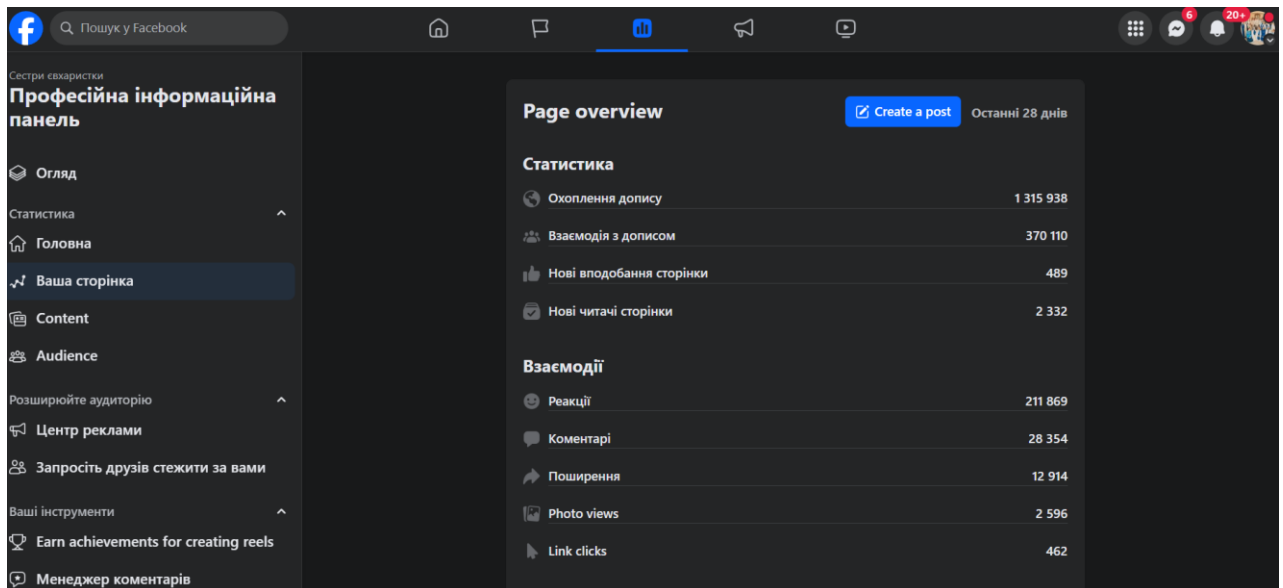 Пошук у Facebook
6
20+
Сестри євхаристки
Професійна інформаційна
панель
Огляд
Статистика
Головна
Ваша сторінка
Content
Audience
Розширюйте аудиторію
Центр реклами
Запросіть друзів стежити за вами
Ваші інструменти
Earn achievements for creating reels
Менеджер коментарів
Page overview
Create a post
Останні 28 днів
Статистика
Охоплення допису 1 315 938
Взаємодія з дописом 370 110
Нові вподобання сторінки 489
Нові читачі сторінки 2 332
Взаємодії
Реакції 211 869
Коментарі 28 354
Поширення 12 914
Photo views 2 596
Link clicks 462